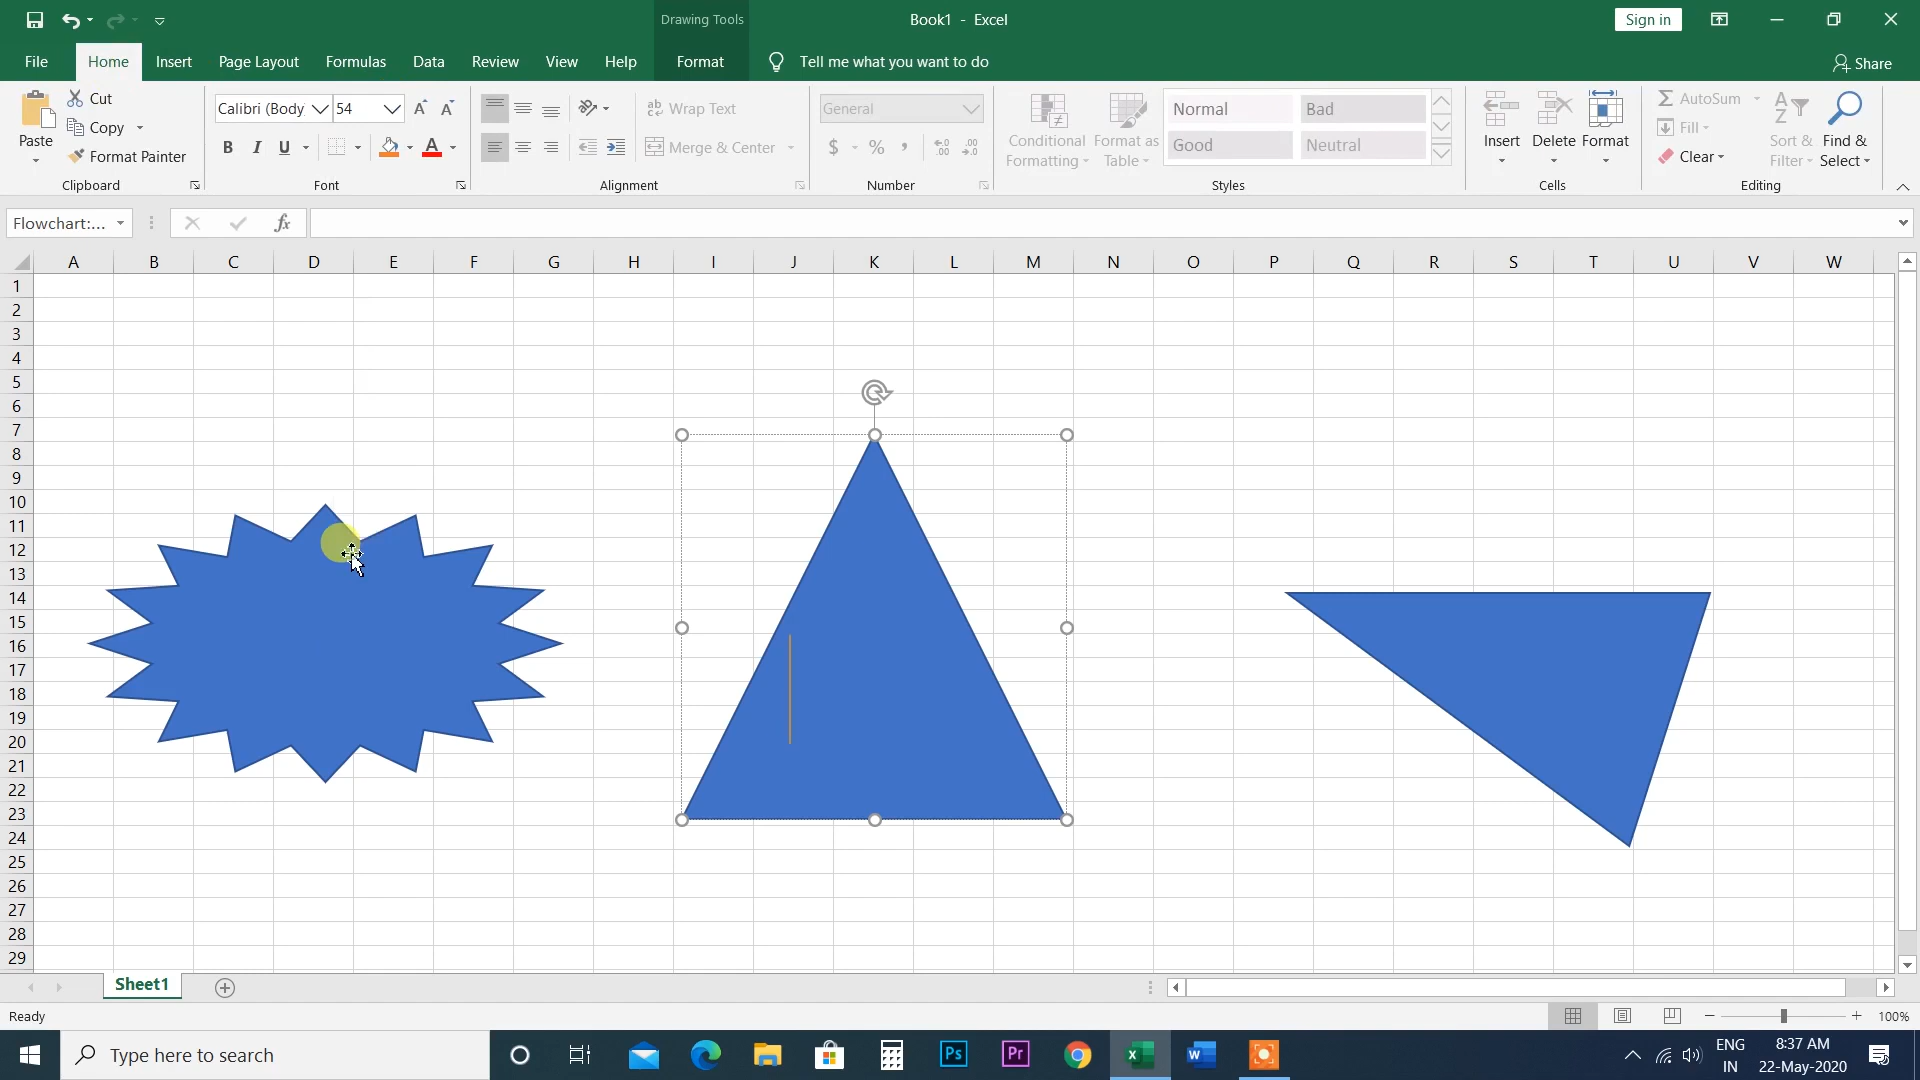 Drawing Tools
Book1 - Excel
Sign in
File Home Insert Page Layout Formulas Data Review View Help Format Tell me what you want to do Share
Paste
Cut
Copy
Format Painter
Clipboard
Calibri (Body 54
B I U A
Font
Wrap Text
Merge & Center
Alignment
General
$ % ,
Number
Conditional Formatting
Format as Table
Normal Bad
Good Neutral
Styles
Insert Delete Format
Cells
AutoSum
Fill
Clear
Sort & Filter
Find & Select
Editing
Flowchart:... fx
A B C D E F G H I J K L M N O P Q R S T U V W
1
2
3
4
5
6
7
8
9
10
11
12
13
14
15
16
17
18
19
20
21
22
23
24
25
26
27
28
29
Sheet1
Ready
100%
Type here to search
Ps Pr
ENG
IN
8:37 AM
22-May-2020